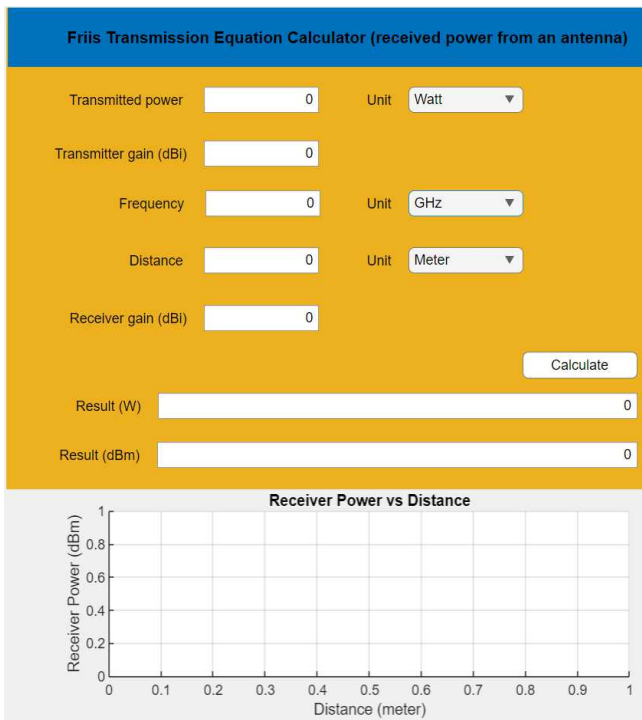 Friis Transmission Equation Calculator (received power from an antenna)
Transmitted power 0 Unit Watt
Transmitter gain (dBi) 0
Frequency 0 Unit GHz
Distance 0 Unit Meter
Receiver gain (dBi) 0
Calculate
Result (W) 0
Result (dBm) 0
Receiver Power vs Distance
Receiver Power (dBm)
1
0.8
0.6
0.4
0.2
0
0 0.1 0.2 0.3 0.4 0.5 0.6 0.7 0.8 0.9 1
Distance (meter)